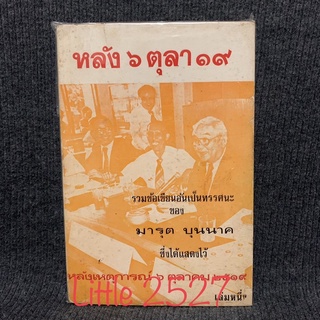 หลัง ๖ ตุลา ๑๙
รวมข้อเขียนอันเป็นทรรศนะ
ของ
มารุต บุนนาค
ซึ่งได้แสดงไว้
หลังเหตุการณ์ ๖ ตุลาคม ๒๕๑๙
Little 2527
เล่มหนึ่ง